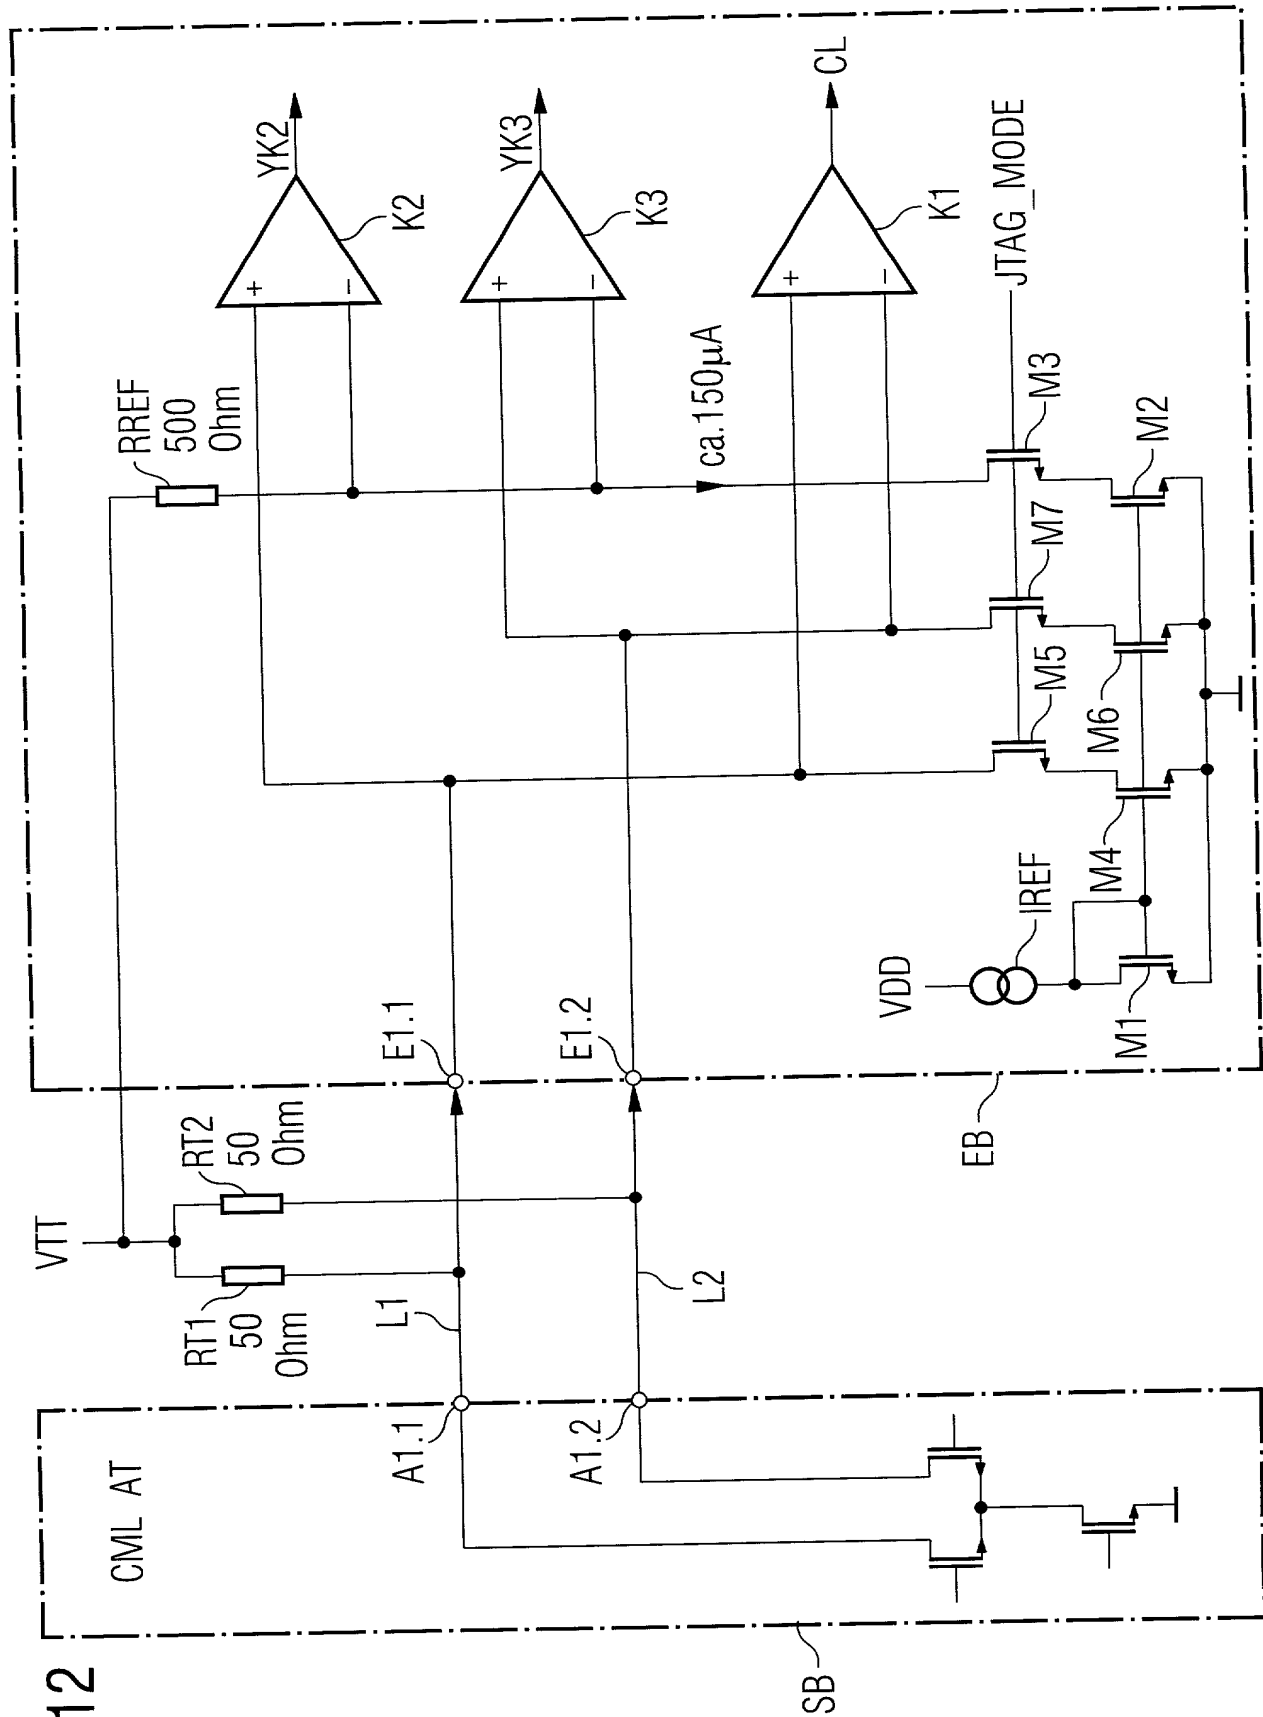 12
CML AT
SB
A1.1
A1.2
L1
L2
VTT
RT1
50
Ohm
RT2
50
Ohm
EB
E1.1
E1.2
RREF
500
Ohm
YK2
K2
YK3
K3
CL
K1
ca.150µA
JTAG_MODE
M3
M7
M5
M2
M6
M4
M1
VDD
IREF
+
−
+
−
+
−